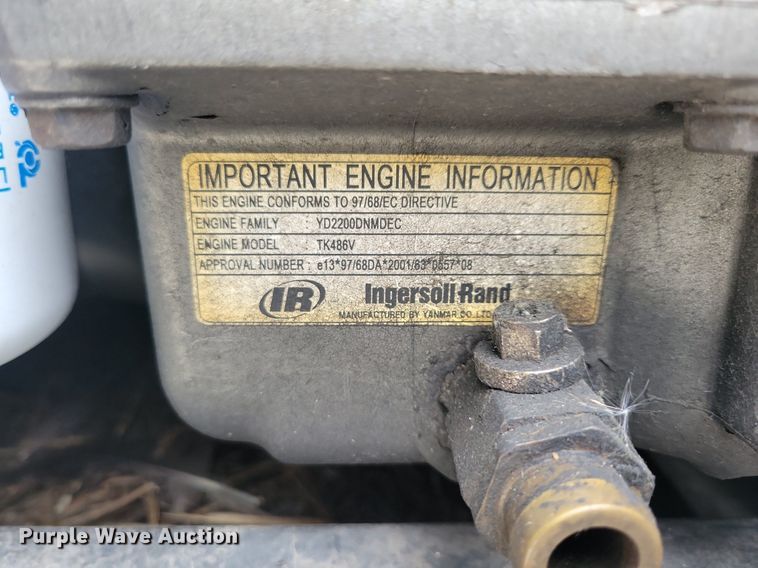 IMPORTANT ENGINE INFORMATION
THIS ENGINE CONFORMS TO 97/68/EC DIRECTIVE
ENGINE FAMILY : YD2200DNMDEC
ENGINE MODEL : TK486V
APPROVAL NUMBER : e13*97/68DA*2001/63*0557*08
IR Ingersoll-Rand
MANUFACTURED BY YANMAR CO.,LTD.
Purple Wave Auction